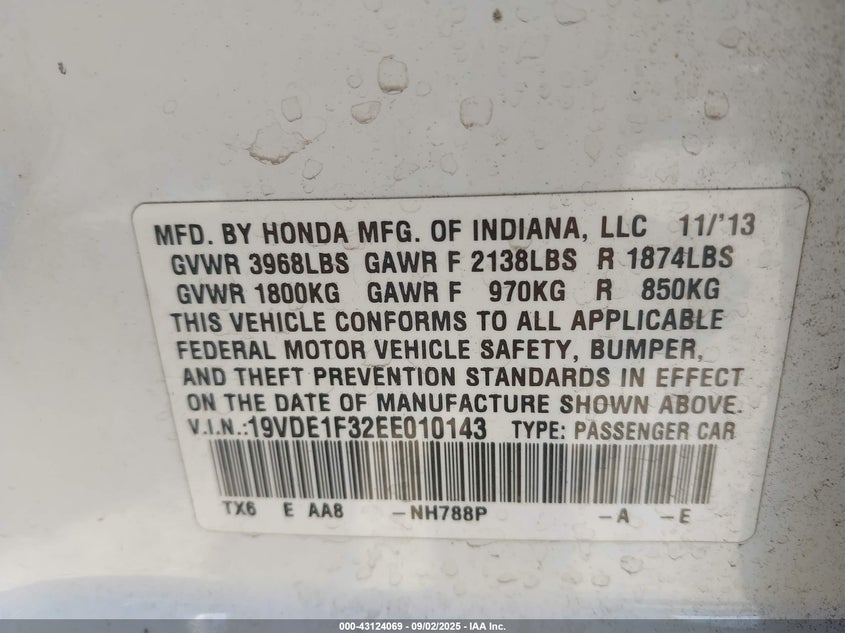 MFD. BY HONDA MFG. OF INDIANA, LLC 11/'13
GVWR 3968LBS GAWR F 2138LBS R 1874LBS
GVWR 1800KG GAWR F 970KG R 850KG
THIS VEHICLE CONFORMS TO ALL APPLICABLE
FEDERAL MOTOR VEHICLE SAFETY, BUMPER,
AND THEFT PREVENTION STANDARDS IN EFFECT
ON THE DATE OF MANUFACTURE SHOWN ABOVE.
V.I.N.:19VDE1F32EE010143 TYPE: PASSENGER CAR
TX6 E AA8 -NH788P -A -E
000-43124069 - 09/02/2025 - IAA Inc.